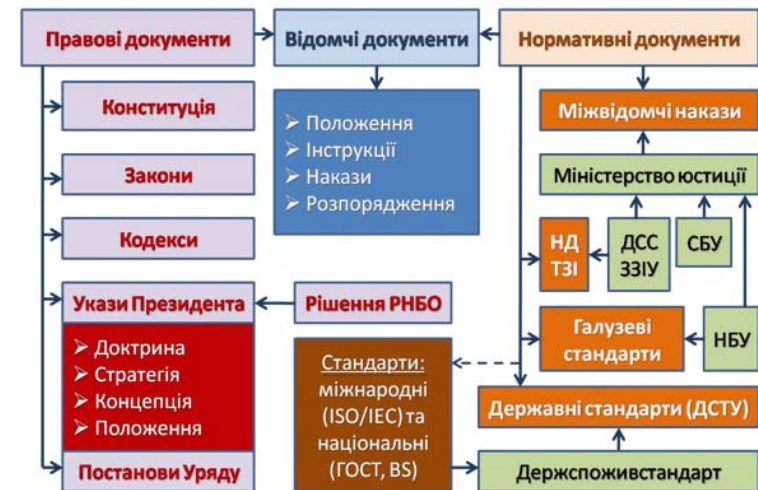 Правові документи
Відомчі документи
Нормативні документи
Конституція
Закони
Кодекси
Укази Президента
➢ Доктрина
➢ Стратегія
➢ Концепція
➢ Положення
Постанови Уряду
➢ Положення
➢ Інструкції
➢ Накази
➢ Розпорядження
Рішення РНБО
Стандарти:
міжнародні
(ISO/IEC) та
національні
(ГОСТ, BS)
Міжвідомчі накази
Міністерство юстиції
НД
ТЗІ
ДСС
ЗЗІУ
СБУ
Галузеві
стандарти
НБУ
Державні стандарти (ДСТУ)
Держспоживстандарт